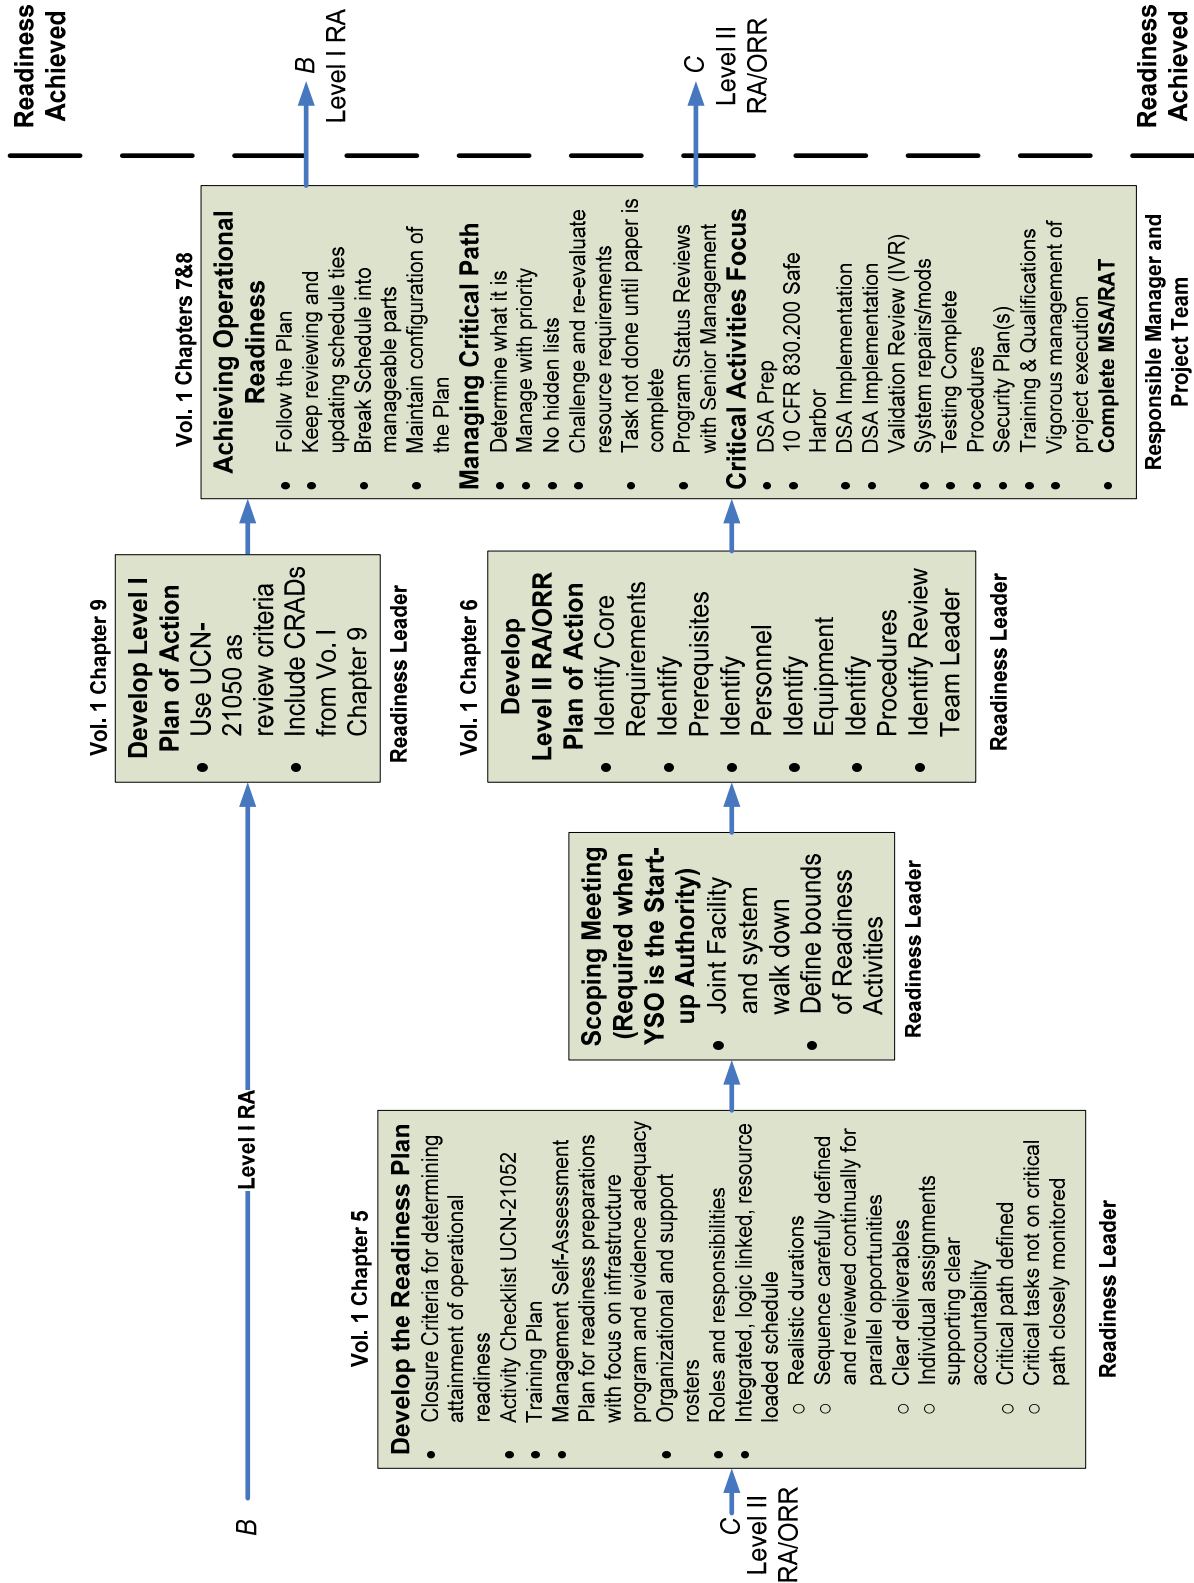 B
Level I RA
Vol. 1 Chapter 9
Develop Level I
Plan of Action
• Use UCN-
21050 as
review criteria
• Include CRADs
from Vo. I
Chapter 9
Readiness Leader
C
Level II
RA/ORR
Vol. 1 Chapter 5
Develop the Readiness Plan
• Closure Criteria for determining
attainment of operational
readiness
• Activity Checklist UCN-21052
• Training Plan
• Management Self-Assessment
Plan for readiness preparations
with focus on infrastructure
program and evidence adequacy
• Organizational and support
rosters
• Roles and responsibilities
• Integrated, logic linked, resource
loaded schedule
○ Realistic durations
○ Sequence carefully defined
and reviewed continually for
parallel opportunities
○ Clear deliverables
○ Individual assignments
supporting clear
accountability
○ Critical path defined
○ Critical tasks not on critical
path closely monitored
Readiness Leader
Scoping Meeting
(Required when
YSO is the Start-
up Authority)
• Joint Facility
and system
walk down
• Define bounds
of Readiness
Activities
Readiness Leader
Vol. 1 Chapter 6
Develop
Level II RA/ORR
Plan of Action
• Identify Core
Requirements
• Identify
Prerequisites
• Identify
Personnel
• Identify
Equipment
• Identify
Procedures
• Identify Review
Team Leader
Readiness Leader
Vol. 1 Chapters 7&8
Achieving Operational
Readiness
• Follow the Plan
• Keep reviewing and
updating schedule ties
• Break Schedule into
manageable parts
• Maintain configuration of
the Plan
Managing Critical Path
• Determine what it is
• Manage with priority
• No hidden lists
• Challenge and re-evaluate
resource requirements
• Task not done until paper is
complete
• Program Status Reviews
with Senior Management
Critical Activities Focus
• DSA Prep
• 10 CFR 830.200 Safe
Harbor
• DSA Implementation
• DSA Implementation
Validation Review (IVR)
• System repairs/mods
• Testing Complete
• Procedures
• Security Plan(s)
• Training & Qualifications
• Vigorous management of
project execution
• Complete MSA/RAT
Responsible Manager and
Project Team
Readiness
Achieved
B
Level I RA
C
Level II
RA/ORR
Readiness
Achieved